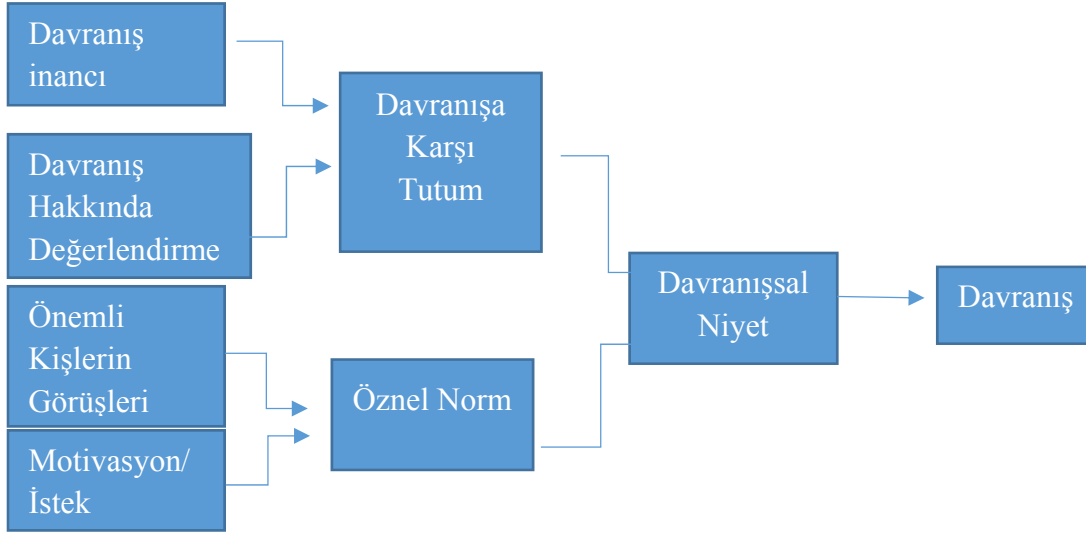 Davranış
inancı
Davranış
Hakkında
Değerlendirme
Önemli
Kişlerin
Görüşleri
Motivasyon/
İstek
Davranışa
Karşı
Tutum
Öznel Norm
Davranışsal
Niyet
Davranış